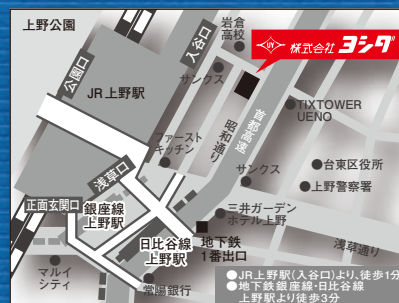 上野公園
公園口
入谷口
岩倉
高校
UY 株式会社 ヨシダ
JR上野駅
サンクス
首都高速
昭和通り
TIXTOWER
UENO
ファースト
キッチン
サンクス
台東区役所
上野警察署
浅草口
正面玄関口
銀座線
上野駅
三井ガーデン
ホテル上野
日比谷線
上野駅
地下鉄
1番出口
浅草通り
マルイ
シティ
常陽銀行
●JR上野駅(入谷口)より、徒歩1分
●地下鉄銀座線・日比谷線
上野駅より徒歩3分